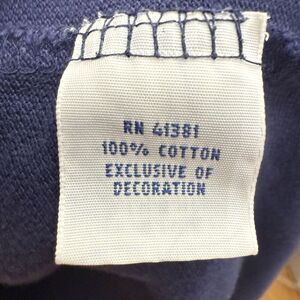 RN 41381
100% COTTON
EXCLUSIVE OF
DECORATION